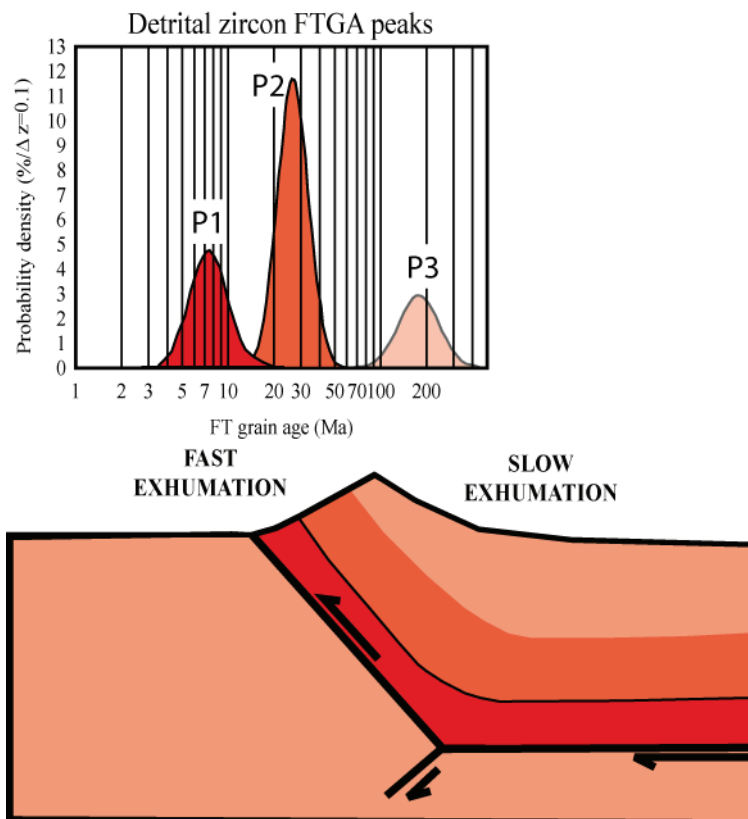 Detrital zircon FTGA peaks
Probability density (%/Δz=0.1)
13
12
11
10
9
8
7
6
5
4
3
2
1
0
P1
P2
P3
1 2 3 5 7 10 20 30 50 70 100 200
FT grain age (Ma)
FAST
EXHUMATION
SLOW
EXHUMATION